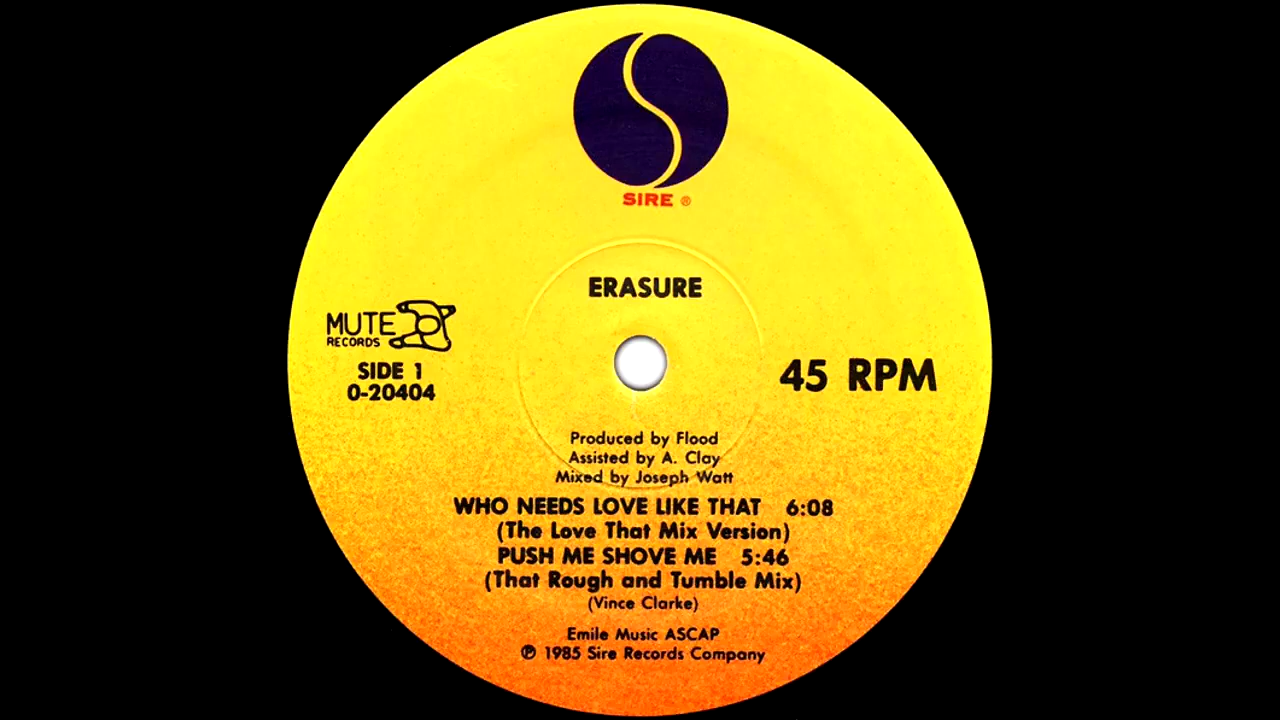 SIRE ®
ERASURE
MUTE
RECORDS
SIDE 1
0-20404
45 RPM
Produced by Flood
Assisted by A. Clay
Mixed by Joseph Watt
WHO NEEDS LOVE LIKE THAT 6:08
(The Love That Mix Version)
PUSH ME SHOVE ME 5:46
(That Rough and Tumble Mix)
(Vince Clarke)
Emile Music ASCAP
℗ 1985 Sire Records Company